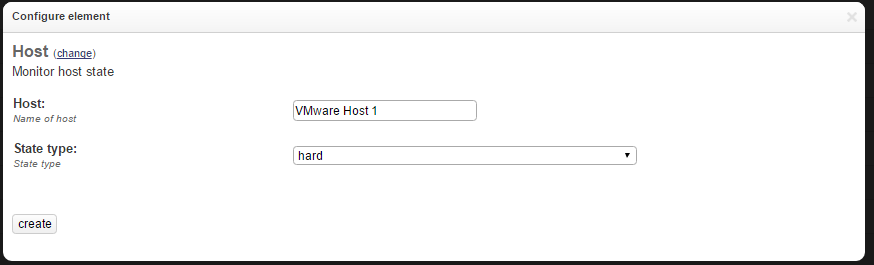 Configure element
Host (change)
Monitor host state
Host:
Name of host
VMware Host 1
State type:
State type
hard
create